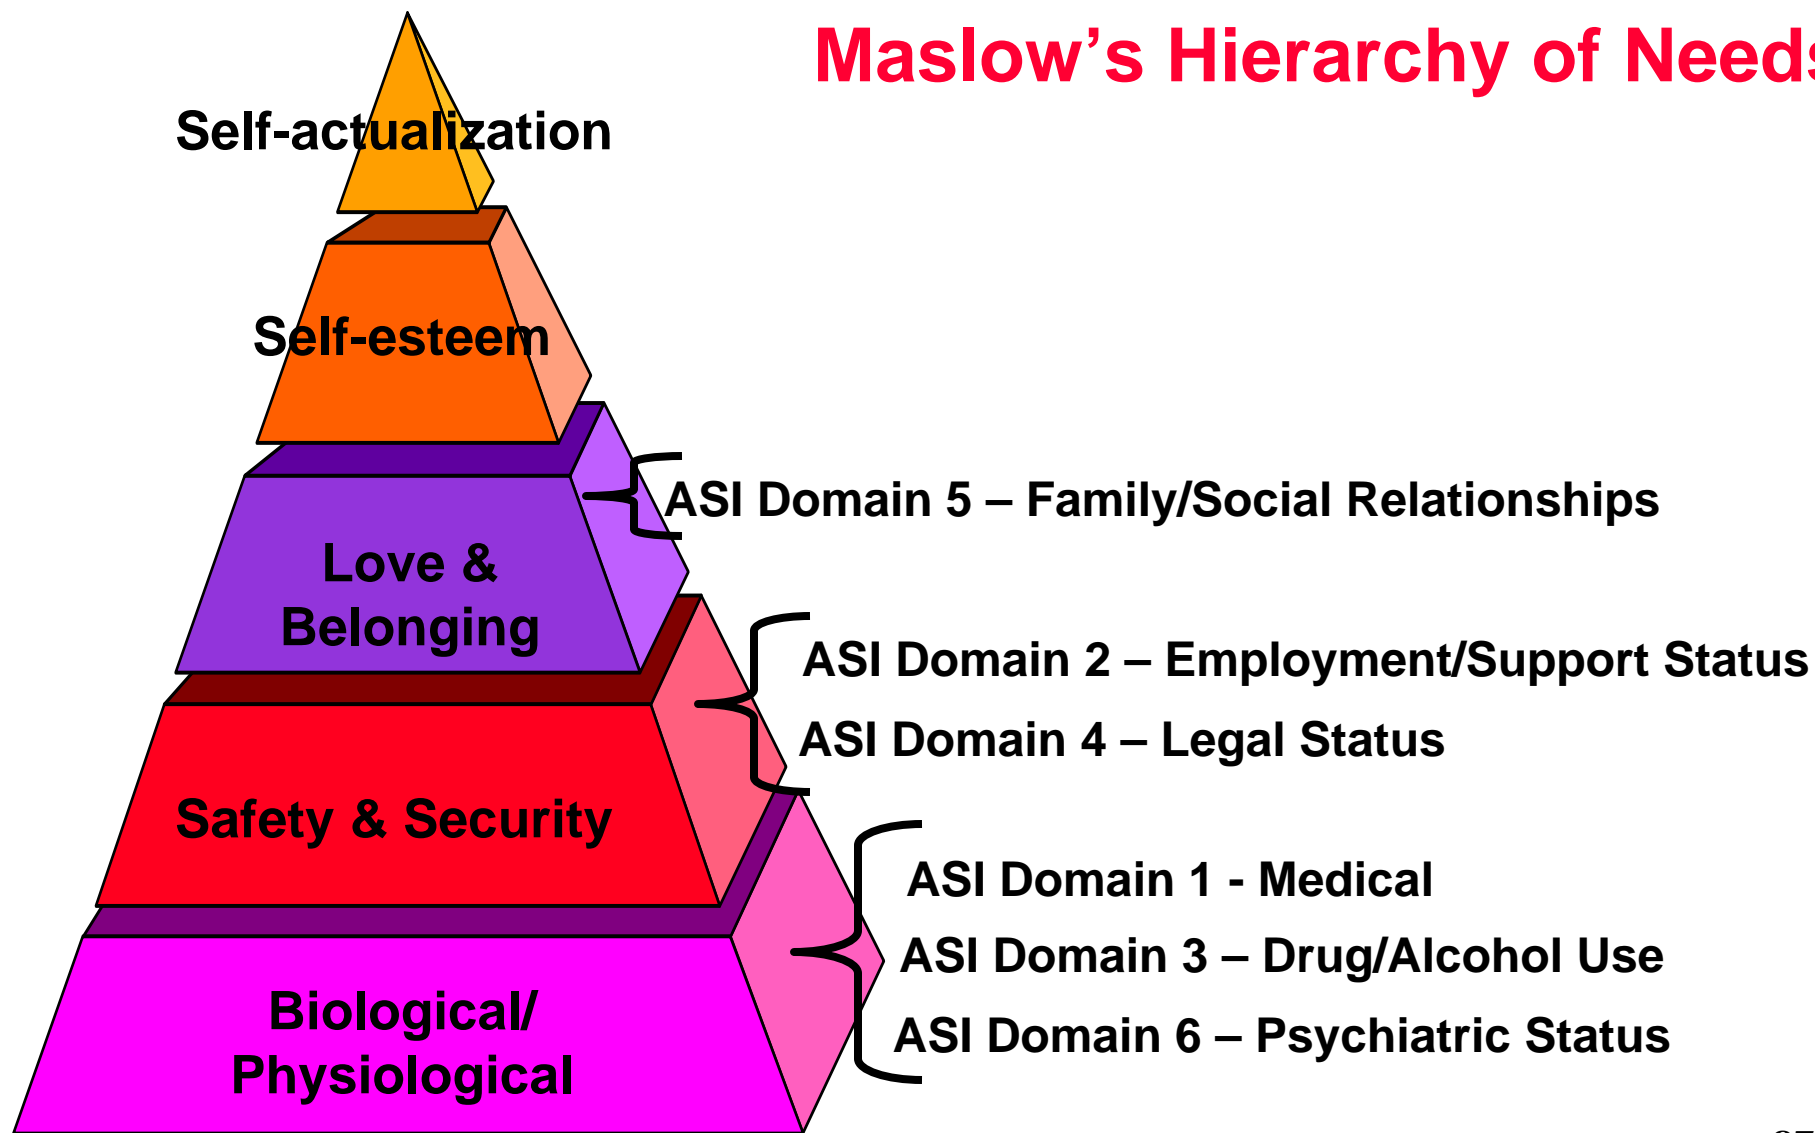 Maslow’s Hierarchy of Needs
Self-actualization
Self-esteem
ASI Domain 5 – Family/Social Relationships
Love &
Belonging
ASI Domain 2 – Employment/Support Status
ASI Domain 4 – Legal Status
Safety & Security
ASI Domain 1 - Medical
ASI Domain 3 – Drug/Alcohol Use
ASI Domain 6 – Psychiatric Status
Biological/
Physiological